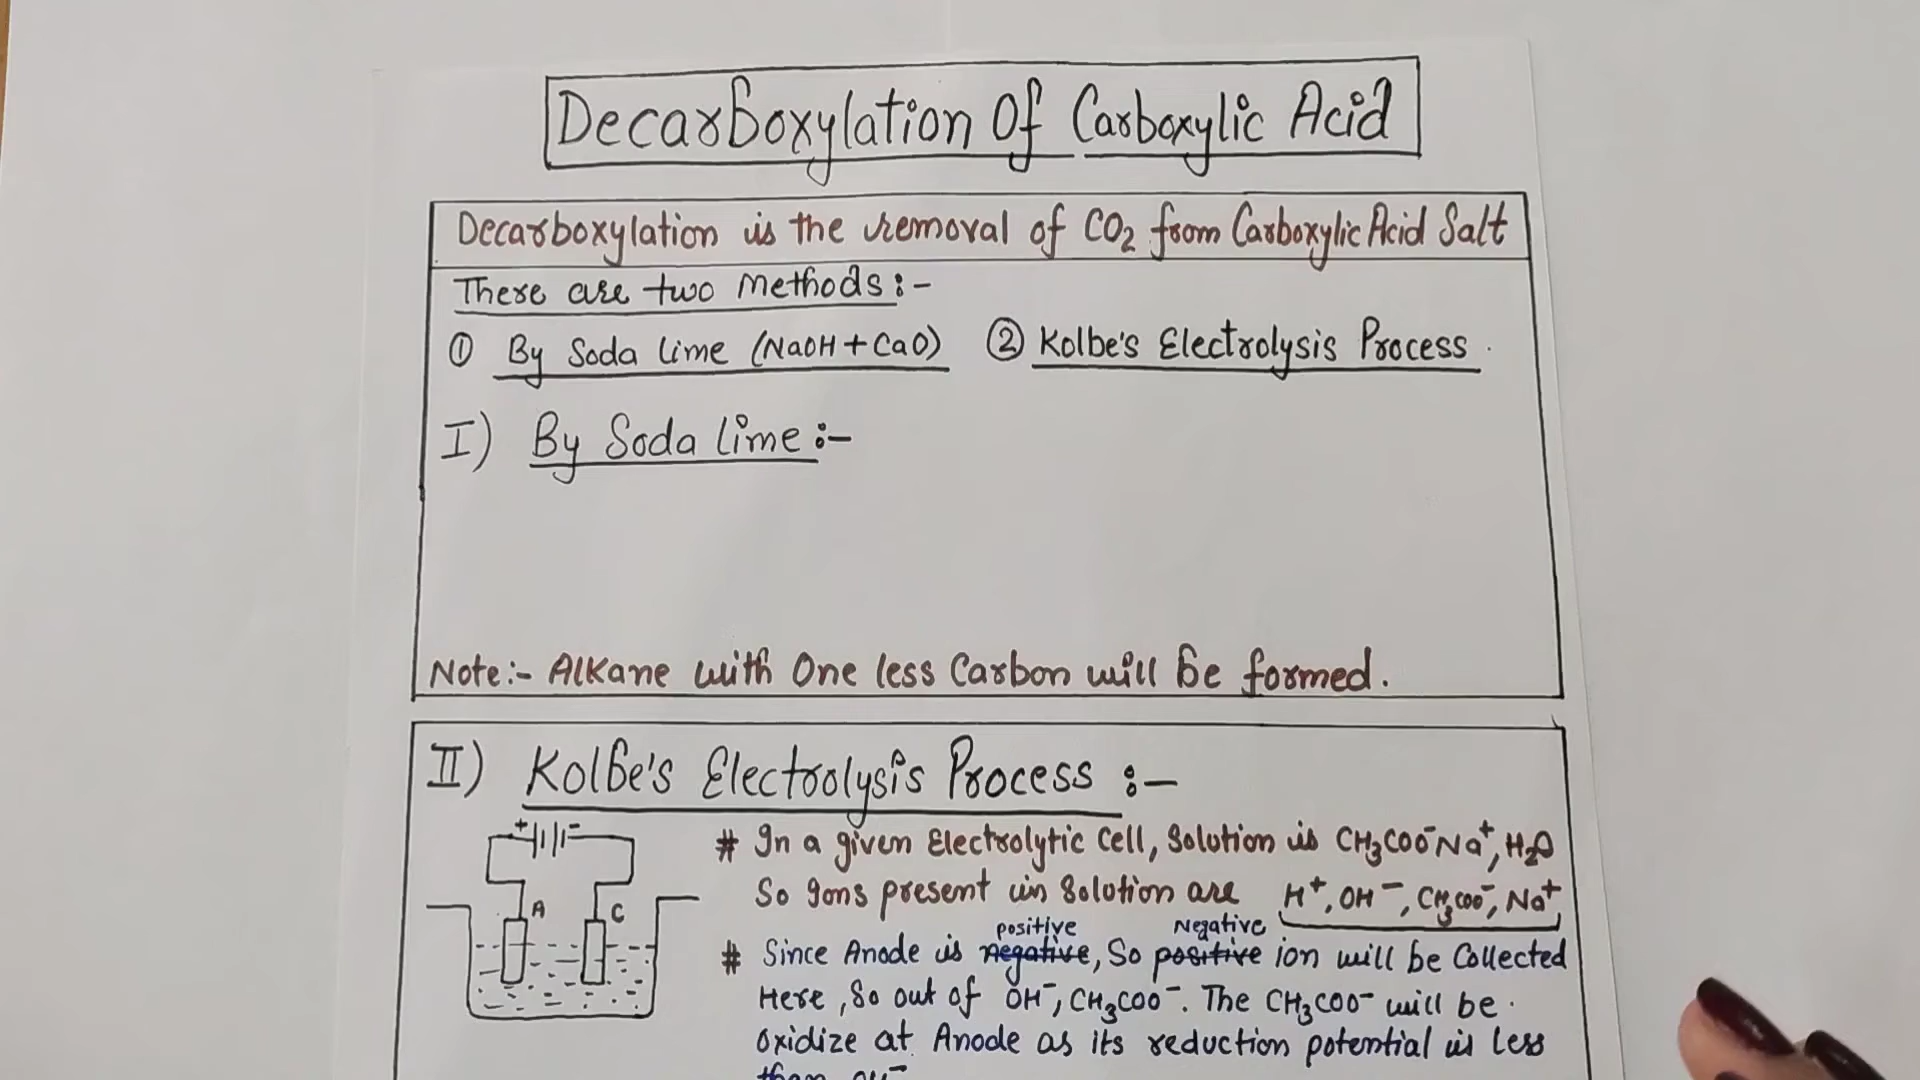 Decarboxylation Of Carboxylic Acid
Decarboxylation is the removal of CO₂ from Carboxylic Acid Salt
There are two Methods:-
① By Soda lime (NaOH + CaO) ② Kolbe's Electrolysis Process.
I) By Soda lime:-
Note:- Alkane with One less Carbon will be formed.
II) Kolbe's Electrolysis Process:-
+ -
A C
# In a given Electrolytic Cell, Solution is CH₃COO⁻Na⁺, H₂O
So Ions present in Solution are H⁺, OH⁻, CH₃COO⁻, Na⁺
positive Negative
# Since Anode is negative, So positive ion will be Collected
Here, So out of OH⁻, CH₃COO⁻. The CH₃COO⁻ will be
Oxidize at Anode as its reduction potential is less
than OH⁻